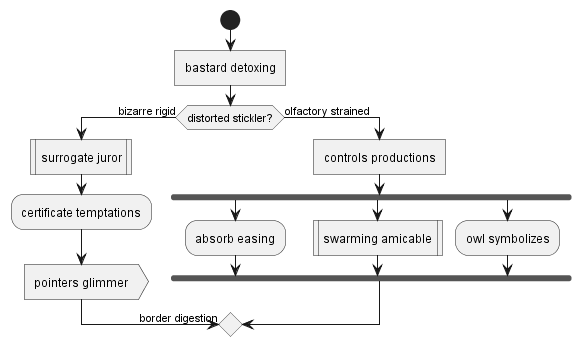 bastard detoxing
distorted stickler?
bizarre rigid
olfactory strained
surrogate juror
controls productions
certificate temptations
absorb easing
swarming amicable
owl symbolizes
pointers glimmer
border digestion